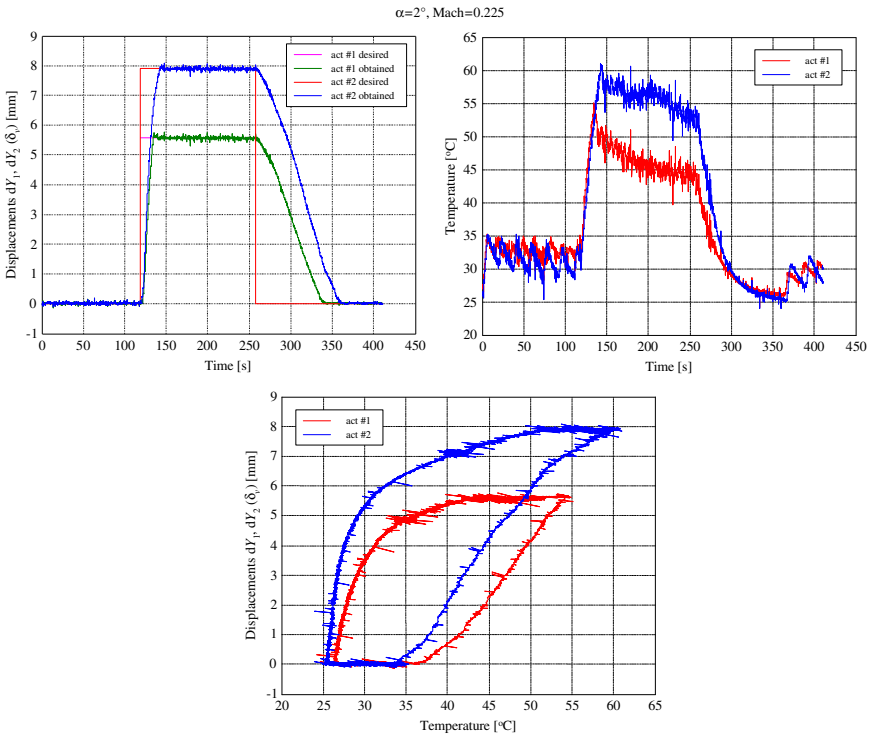 α=2°, Mach=0.225
Displacements dY1, dY2 (δv) [mm]
9
8
7
6
5
4
3
2
1
0
-1
act #1 desired
act #1 obtained
act #2 desired
act #2 obtained
0 50 100 150 200 250 300 350 400 450
Time [s]
Temperature [°C]
65
60
55
50
45
40
35
30
25
20
act #1
act #2
0 50 100 150 200 250 300 350 400 450
Time [s]
Displacements dY1, dY2 (δv) [mm]
9
8
7
6
5
4
3
2
1
0
-1
act #1
act #2
20 25 30 35 40 45 50 55 60 65
Temperature [°C]